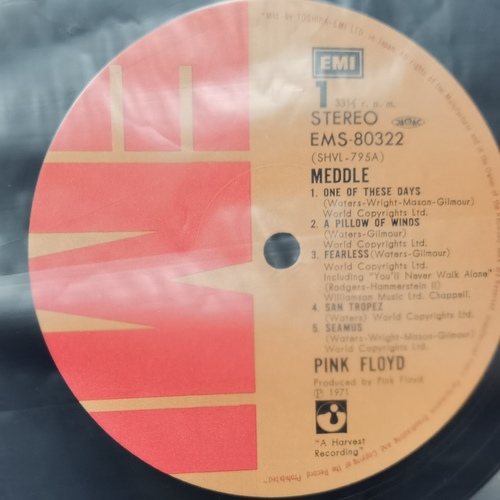 EMI
1 33⅓ r. p. m.
STEREO
EMS-80322
(SHVL-795A)
MEDDLE
1. ONE OF THESE DAYS
(Waters-Wright-Mason-Gilmour)
World Copyrights Ltd.
2. A PILLOW OF WINDS
(Waters-Gilmour)
World Copyrights Ltd.
3. FEARLESS (Waters-Gilmour)
World Copyrights Ltd.
Including "You'll Never Walk Alone"
(Rodgers-Hammerstein II)
Williamson Music Ltd. Chappell.
4. SAN TROPEZ
(Waters) World Copyrights Ltd.
5. SEAMUS
(Waters-Wright-Mason-Gilmour)
World Copyrights Ltd.
PINK FLOYD
Produced by Pink Floyd
Ⓟ 1971
"A Harvest
Recording"
EMI